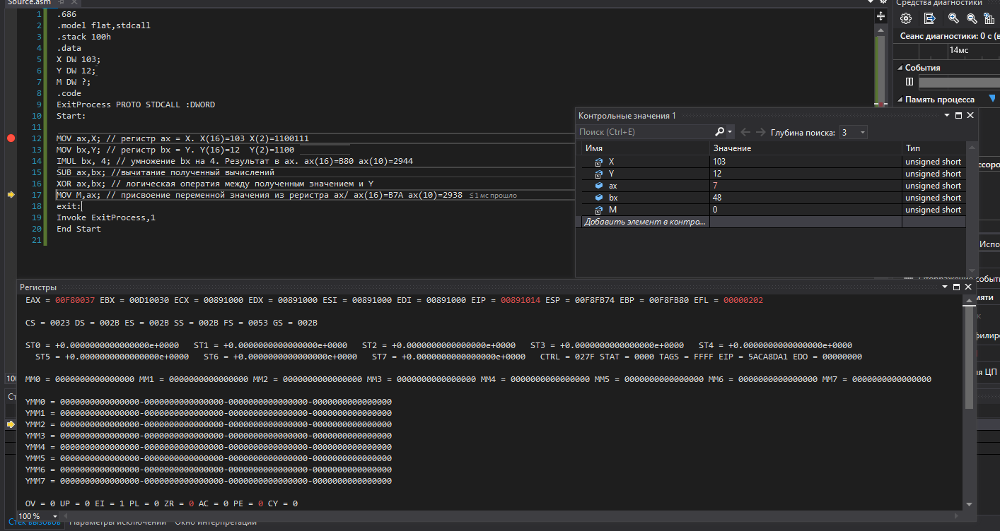 Source.asm
Средства диагностики
1 .686
2 .model flat,stdcall
3 .stack 100h
4 .data
5 X DW 103;
6 Y DW 12;
7 M DW ?;
8 .code
9 ExitProcess PROTO STDCALL :DWORD
10 Start:
11
12 MOV ax,X; // регистр ax = X. X(16)=103 X(2)=1100111
13 MOV bx,Y; // регистр bx = Y. Y(16)=12  Y(2)=1100
14 IMUL bx, 4; // умножение bx на 4. Результат в ax. ax(16)=B80 ax(10)=2944
15 SUB ax,bx; //вычитание полученный вычислений
16 XOR ax,bx; // логическая оператия между полученным значением и Y
17 MOV M,ax; // присвоение переменной значения из реристра ax/ ax(16)=B7A ax(10)=2938 ≤ 1 мс прошло
18 exit:
19 Invoke ExitProcess,1
20 End Start
21
Сеанс диагностики: 0 с (в
14мс
События
Память процесса
Контрольные значения 1
Поиск (Ctrl+E) Глубина поиска: 3
Имя Значение Тип
X 103 unsigned short
Y 12 unsigned short
ax 7 unsigned short
bx 48 unsigned short
M 0 unsigned short
Добавить элемент в контро...
ссоро
Испо
событи
мяти
филиро
я ЦП
Регистры
EAX = 00F80037 EBX = 00D10030 ECX = 00891000 EDX = 00891000 ESI = 00891000 EDI = 00891000 EIP = 00891014 ESP = 00F8FB74 EBP = 00F8FB80 EFL = 00000202
CS = 0023 DS = 002B ES = 002B SS = 002B FS = 0053 GS = 002B
ST0 = +0.0000000000000000e+0000 ST1 = +0.0000000000000000e+0000 ST2 = +0.0000000000000000e+0000 ST3 = +0.0000000000000000e+0000 ST4 = +0.0000000000000000e+0000
ST5 = +0.0000000000000000e+0000 ST6 = +0.0000000000000000e+0000 ST7 = +0.0000000000000000e+0000 CTRL = 027F STAT = 0000 TAGS = FFFF EIP = 5ACA8DA1 EDO = 00000000
MM0 = 0000000000000000 MM1 = 0000000000000000 MM2 = 0000000000000000 MM3 = 0000000000000000 MM4 = 0000000000000000 MM5 = 0000000000000000 MM6 = 0000000000000000 MM7 = 0000000000000000
YMM0 = 0000000000000000-0000000000000000-0000000000000000-0000000000000000
YMM1 = 0000000000000000-0000000000000000-0000000000000000-0000000000000000
YMM2 = 0000000000000000-0000000000000000-0000000000000000-0000000000000000
YMM3 = 0000000000000000-0000000000000000-0000000000000000-0000000000000000
YMM4 = 0000000000000000-0000000000000000-0000000000000000-0000000000000000
YMM5 = 0000000000000000-0000000000000000-0000000000000000-0000000000000000
YMM6 = 0000000000000000-0000000000000000-0000000000000000-0000000000000000
YMM7 = 0000000000000000-0000000000000000-0000000000000000-0000000000000000
OV = 0 UP = 0 EI = 1 PL = 0 ZR = 0 AC = 0 PE = 0 CY = 0
100 %
Стек вызовов Параметры исключений Окно интерпретации